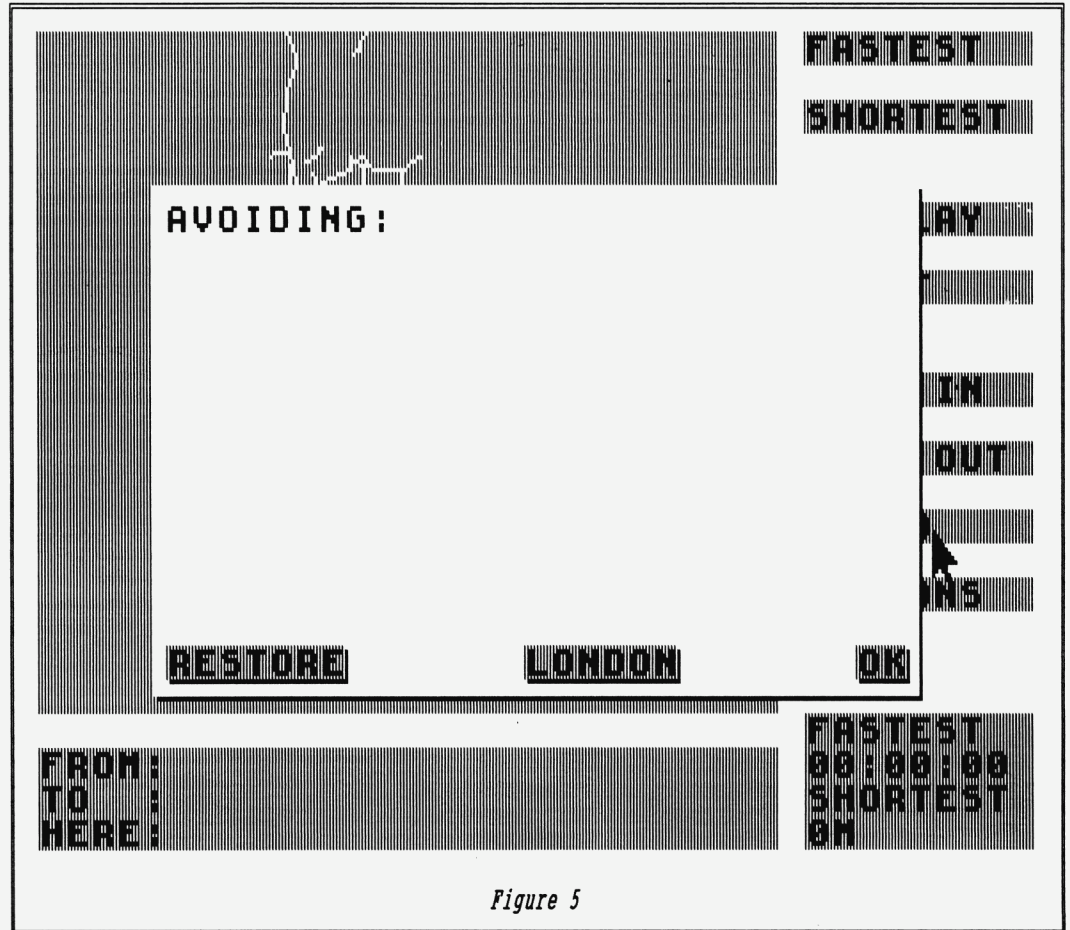 FASTEST
SHORTEST
AVOIDING:
LAY
IN
OUT
ONS
RESTORE LONDON OK
FASTEST
00:00:00
SHORTEST
0M
FROM:
TO :
HERE:
Figure 5